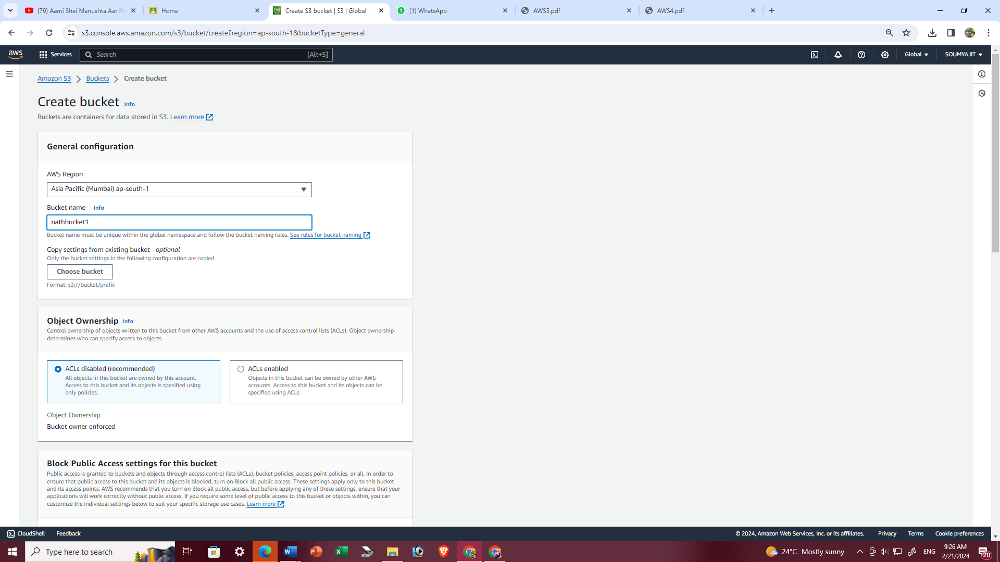 (79) Aami Shei Manushta Aar N
Home
Create S3 bucket | S3 | Global
(1) WhatsApp
AWS5.pdf
AWS4.pdf
s3.console.aws.amazon.com/s3/bucket/create?region=ap-south-1&bucketType=general
aws
Services
Search
[Alt+S]
Global
SOUMYAJIT
Amazon S3
Buckets
Create bucket
Create bucket Info
Buckets are containers for data stored in S3. Learn more
General configuration
AWS Region
Asia Pacific (Mumbai) ap-south-1
Bucket name Info
nathbucket1
Bucket name must be unique within the global namespace and follow the bucket naming rules. See rules for bucket naming
Copy settings from existing bucket - optional
Only the bucket settings in the following configuration are copied.
Choose bucket
Format: s3://bucket/prefix
Object Ownership Info
Control ownership of objects written to this bucket from other AWS accounts and the use of access control lists (ACLs). Object ownership
determines who can specify access to objects.
ACLs disabled (recommended)
All objects in this bucket are owned by this account.
Access to this bucket and its objects is specified using
only policies.
ACLs enabled
Objects in this bucket can be owned by other AWS
accounts. Access to this bucket and its objects can be
specified using ACLs.
Object Ownership
Bucket owner enforced
Block Public Access settings for this bucket
Public access is granted to buckets and objects through access control lists (ACLs), bucket policies, access point policies, or all. In order to
ensure that public access to this bucket and its objects is blocked, turn on Block all public access. These settings apply only to this bucket
and its access points. AWS recommends that you turn on Block all public access, but before applying any of these settings, ensure that your
applications will work correctly without public access. If you require some level of public access to this bucket or objects within, you can
customize the individual settings below to suit your specific storage use cases. Learn more
CloudShell
Feedback
© 2024, Amazon Web Services, Inc. or its affiliates.
Privacy
Terms
Cookie preferences
Type here to search
24°C Mostly sunny
ENG
9:26 AM
2/21/2024
20